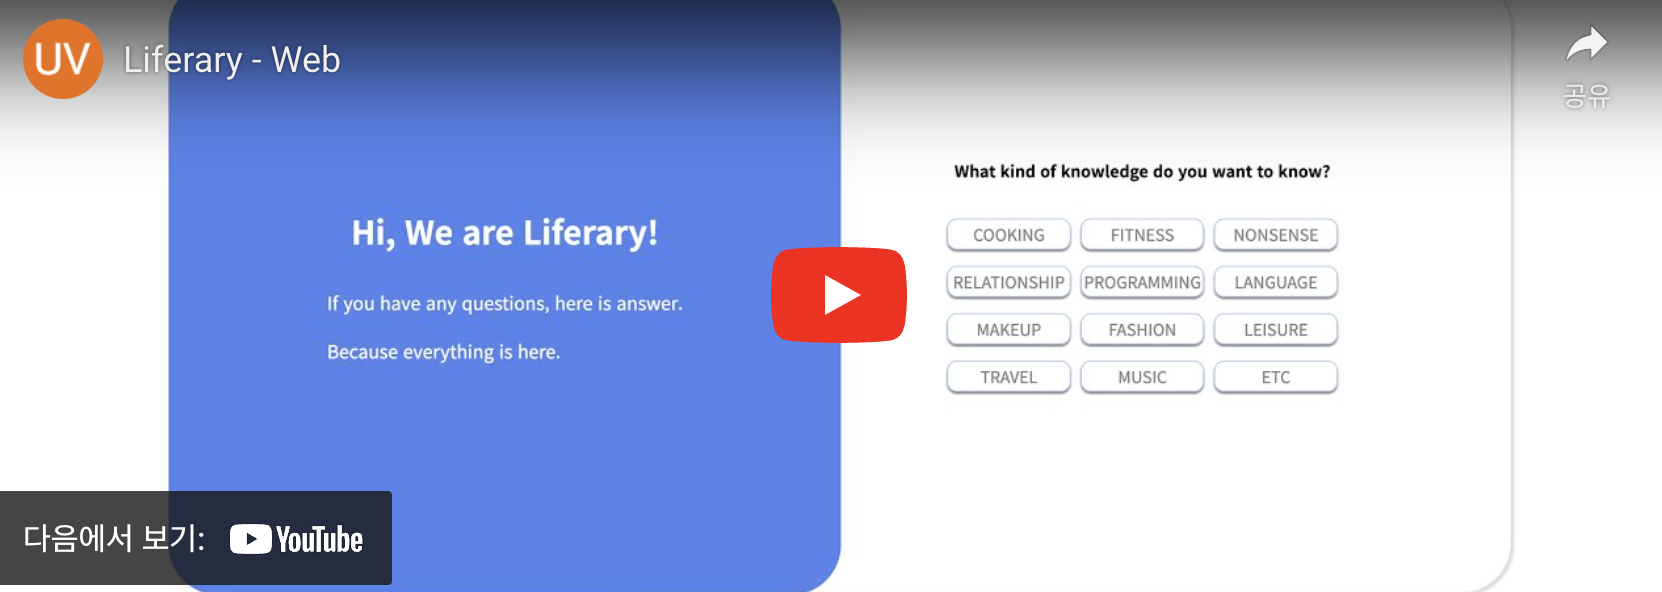 UV
Liferary - Web
공유
Hi, We are Liferary!
If you have any questions, here is answer.
Because everything is here.
What kind of knowledge do you want to know?
COOKING FITNESS NONSENSE
RELATIONSHIP PROGRAMMING LANGUAGE
MAKEUP FASHION LEISURE
TRAVEL MUSIC ETC
다음에서 보기: YouTube